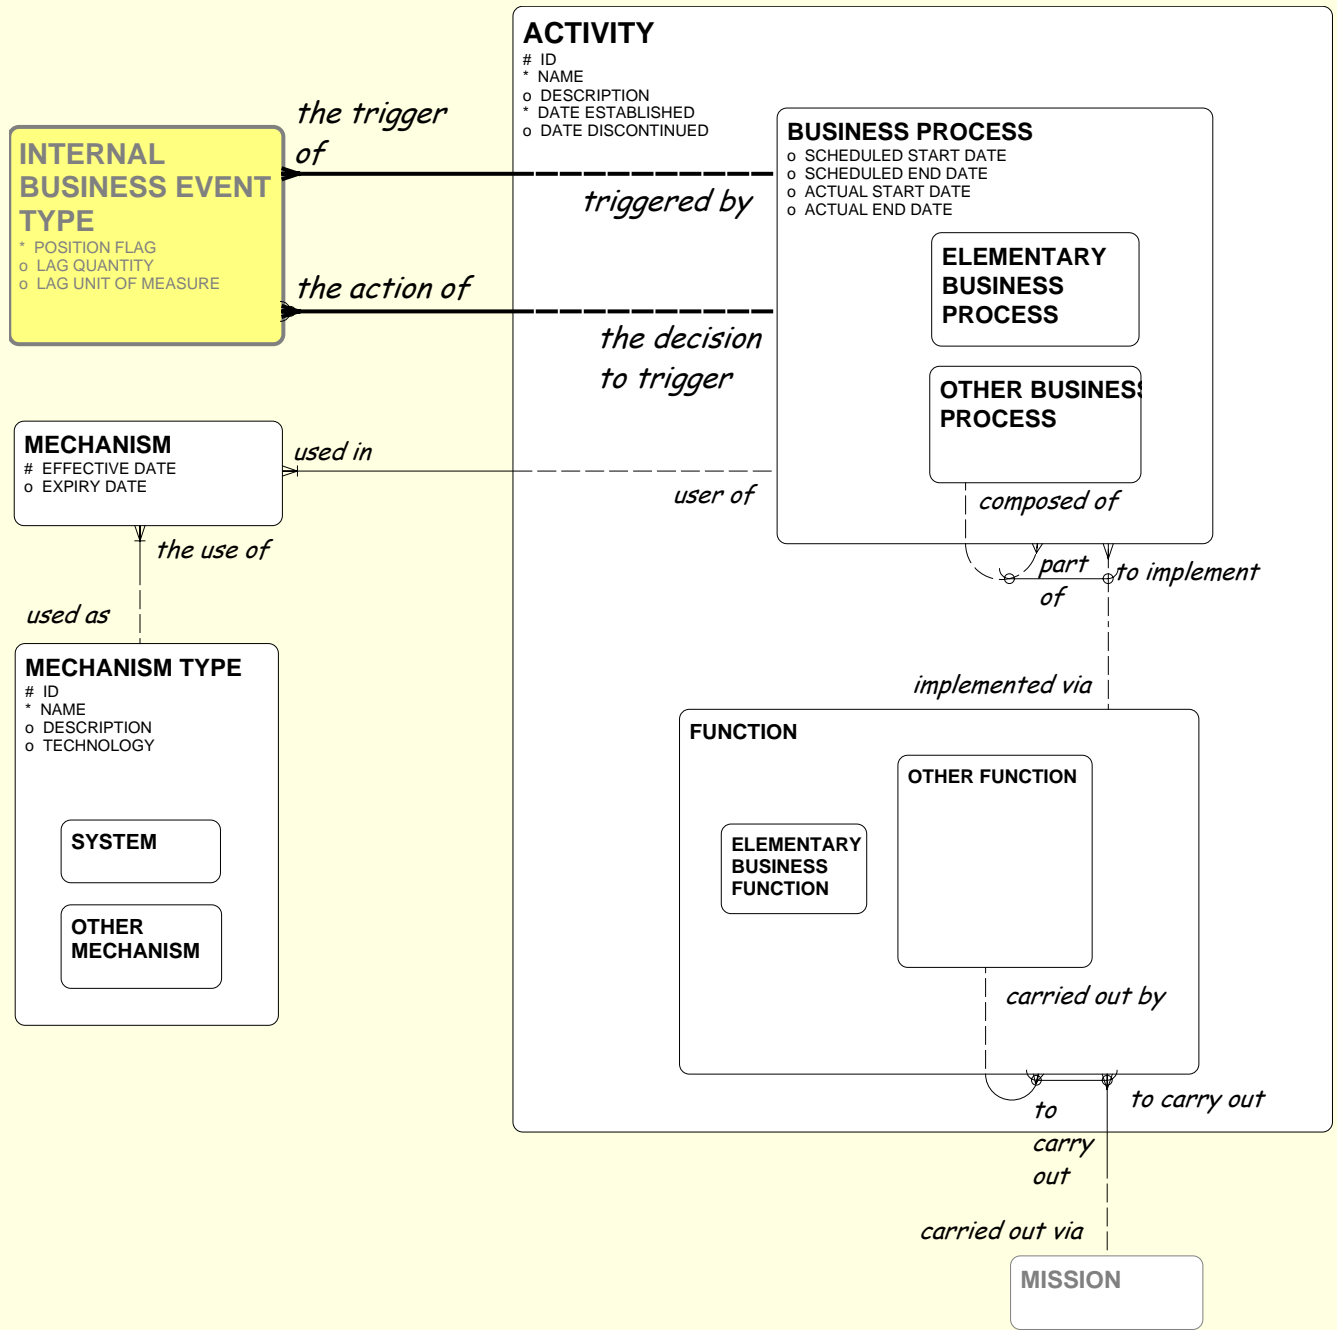 ACTIVITY
# ID
* NAME
o DESCRIPTION
* DATE ESTABLISHED
o DATE DISCONTINUED
the trigger
of
triggered by
INTERNAL
BUSINESS EVENT
TYPE
* POSITION FLAG
o LAG QUANTITY
o LAG UNIT OF MEASURE
the action of
the decision
to trigger
BUSINESS PROCESS
o SCHEDULED START DATE
o SCHEDULED END DATE
o ACTUAL START DATE
o ACTUAL END DATE
ELEMENTARY
BUSINESS
PROCESS
OTHER BUSINESS
PROCESS
composed of
part
of
to implement
MECHANISM
# EFFECTIVE DATE
o EXPIRY DATE
used in
user of
the use of
used as
MECHANISM TYPE
# ID
* NAME
o DESCRIPTION
o TECHNOLOGY
SYSTEM
OTHER
MECHANISM
implemented via
FUNCTION
OTHER FUNCTION
ELEMENTARY
BUSINESS
FUNCTION
carried out by
to
carry
out
to carry out
carried out via
MISSION